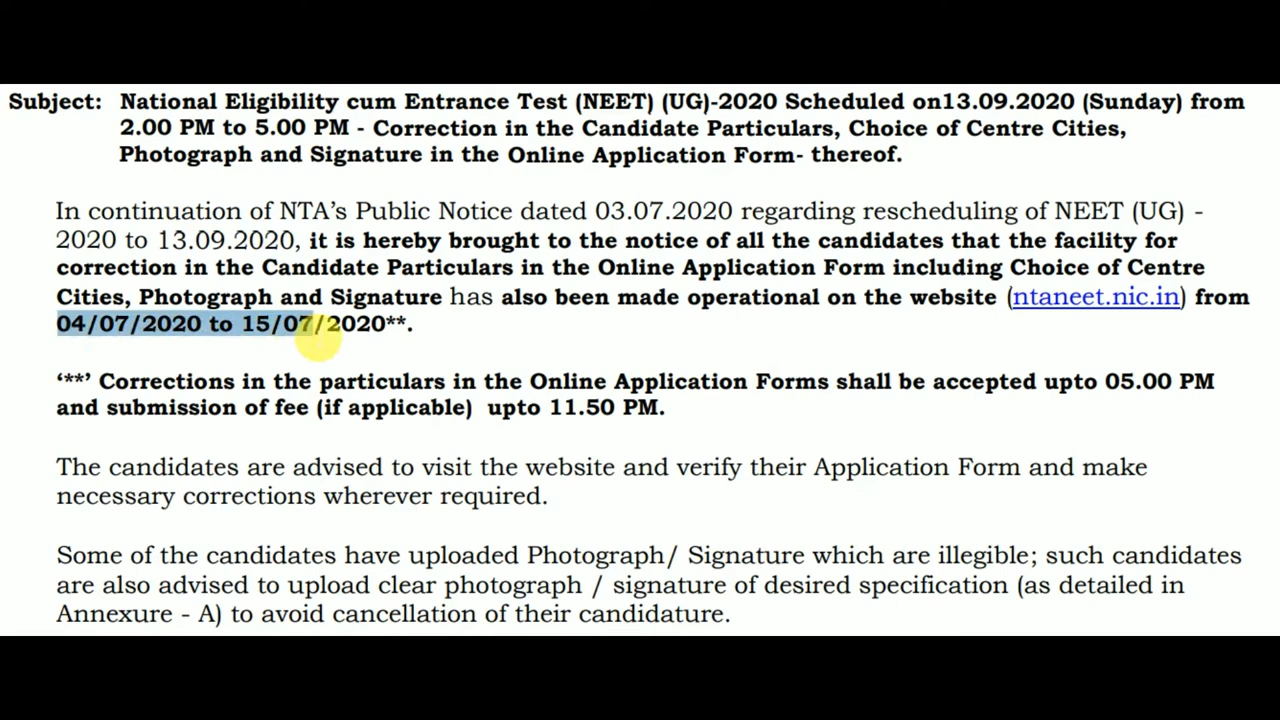 Subject: National Eligibility cum Entrance Test (NEET) (UG)-2020 Scheduled on13.09.2020 (Sunday) from
2.00 PM to 5.00 PM - Correction in the Candidate Particulars, Choice of Centre Cities,
Photograph and Signature in the Online Application Form- thereof.
In continuation of NTA's Public Notice dated 03.07.2020 regarding rescheduling of NEET (UG) -
2020 to 13.09.2020, it is hereby brought to the notice of all the candidates that the facility for
correction in the Candidate Particulars in the Online Application Form including Choice of Centre
Cities, Photograph and Signature has also been made operational on the website (ntaneet.nic.in) from
04/07/2020 to 15/07/2020**.
'**' Corrections in the particulars in the Online Application Forms shall be accepted upto 05.00 PM
and submission of fee (if applicable) upto 11.50 PM.
The candidates are advised to visit the website and verify their Application Form and make
necessary corrections wherever required.
Some of the candidates have uploaded Photograph/ Signature which are illegible; such candidates
are also advised to upload clear photograph / signature of desired specification (as detailed in
Annexure - A) to avoid cancellation of their candidature.